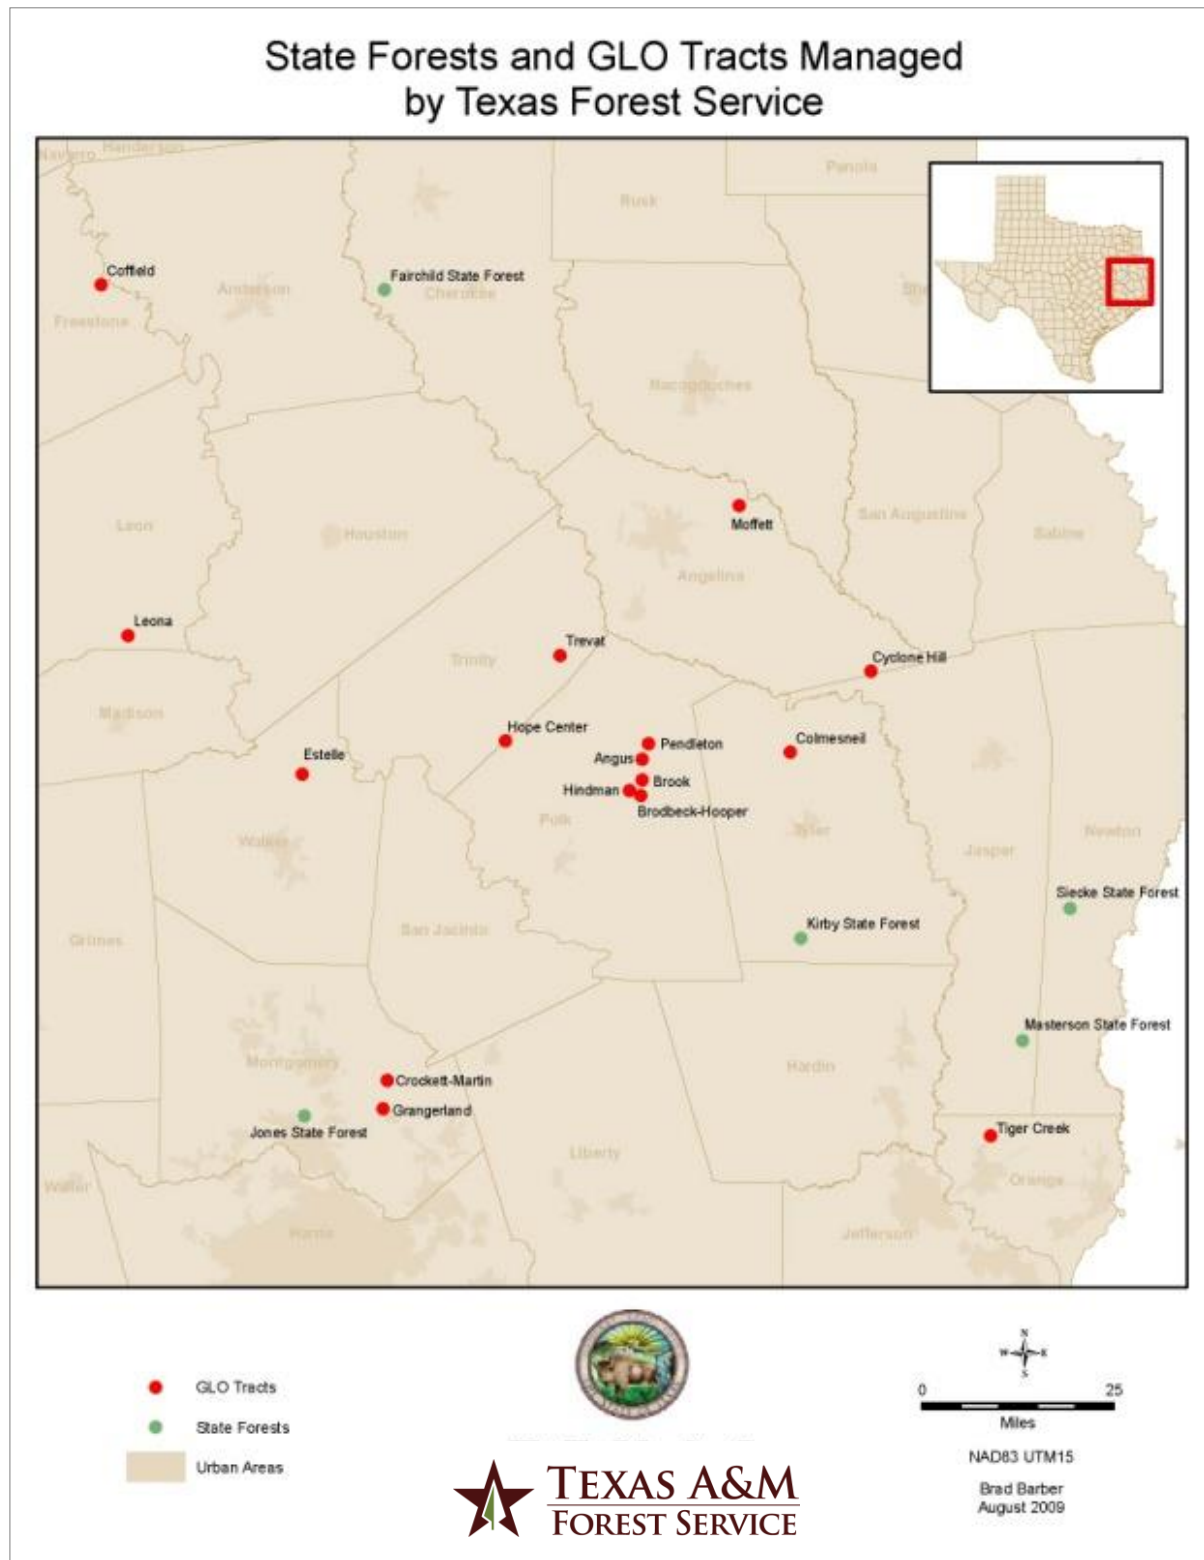 State Forests and GLO Tracts Managed
by Texas Forest Service
Navarro
Henderson
Rusk
Panola
Coffield
Anderson
Fairchild State Forest
Cherokee
Freestone
Nacogdoches
Leon
Houston
Moffett
San Augustine
Sabine
Angelina
Leona
Trinity
Trevat
Cyclone Hill
Madison
Hope Center
Pendleton
Colmesneil
Estelle
Angus
Brook
Hindman
Brodbeck-Hooper
Polk
Tyler
Newton
Walker
Jasper
Siecke State Forest
Grimes
San Jacinto
Kirby State Forest
Masterson State Forest
Montgomery
Hardin
Crockett-Martin
Grangerland
Jones State Forest
Tiger Creek
Liberty
Waller
Orange
Harris
Jefferson
GLO Tracts
State Forests
Urban Areas
N
W E
S
0 25
Miles
NAD83 UTM15
Brad Barber
August 2009
TEXAS A&M
FOREST SERVICE